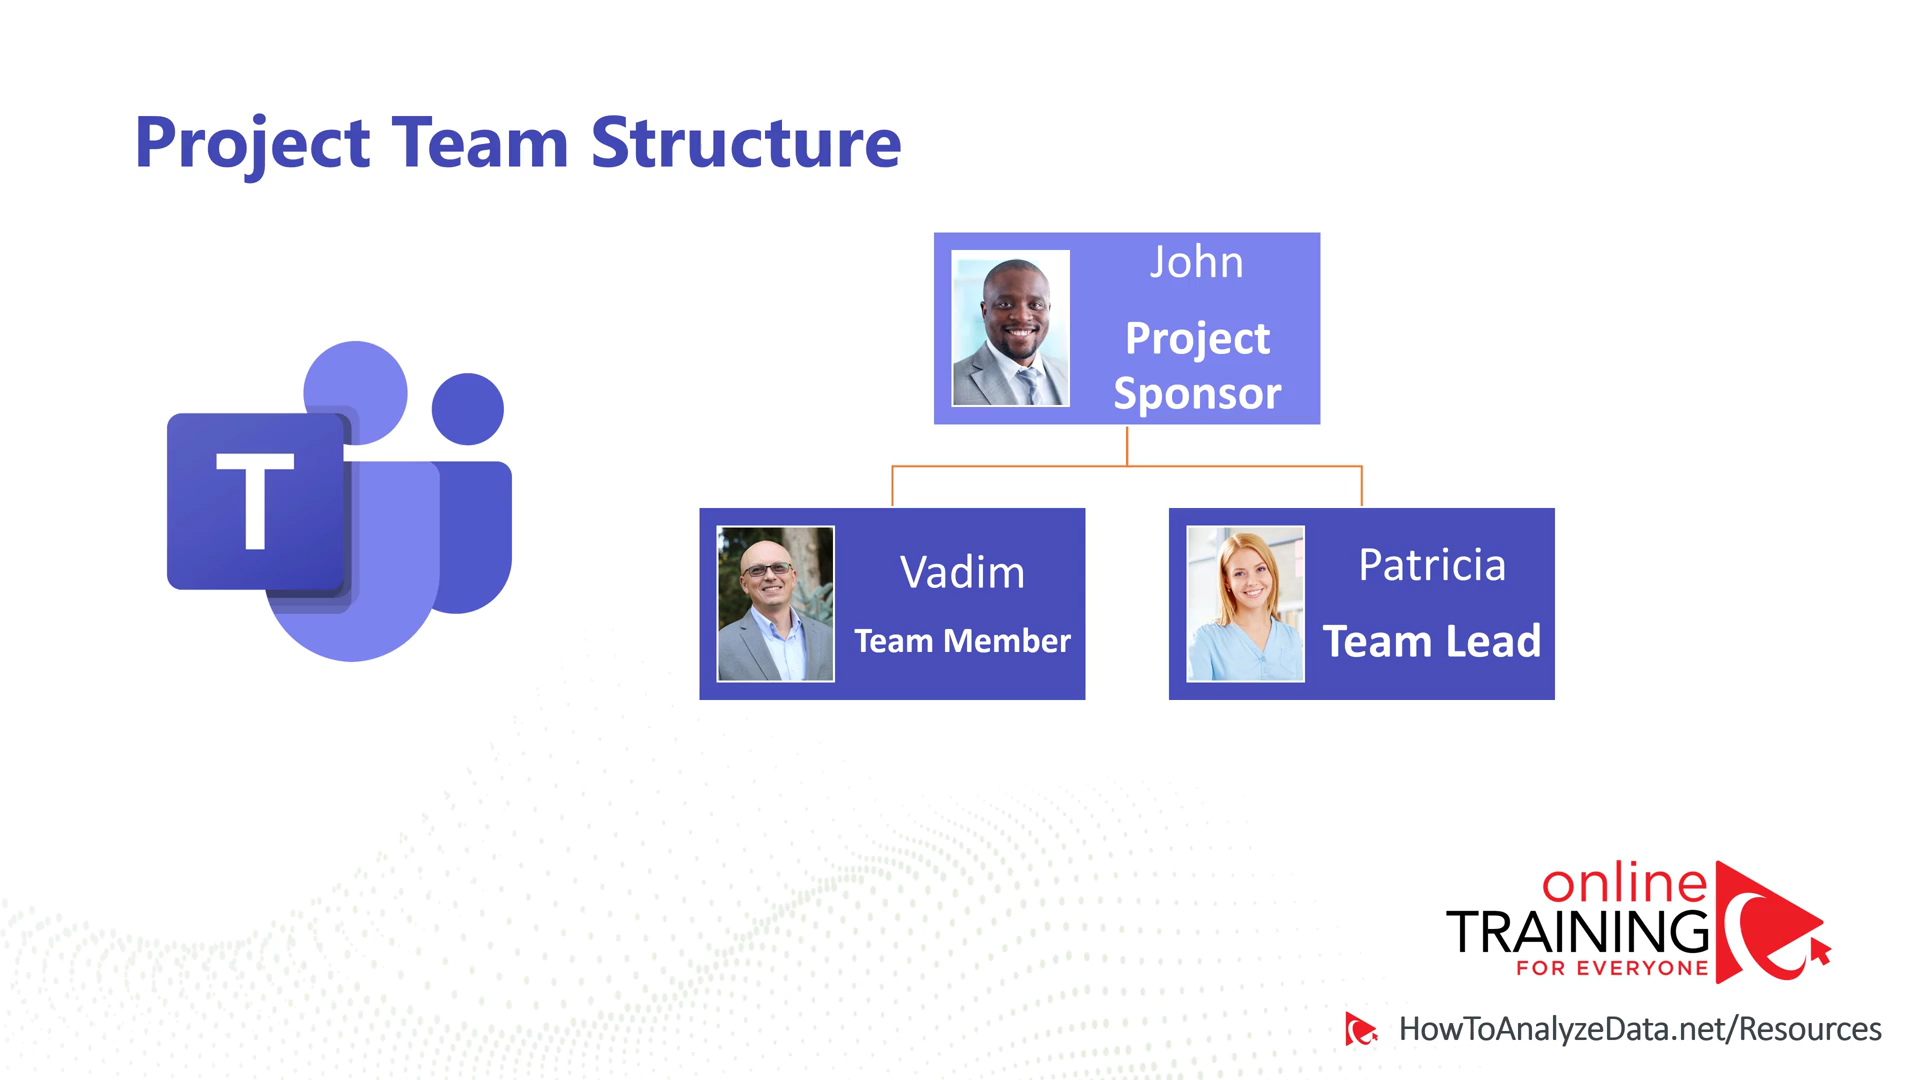 Project Team Structure
John
Project
Sponsor
T
Vadim
Team Member
Patricia
Team Lead
online
TRAINING
FOR EVERYONE
HowToAnalyzeData.net/Resources